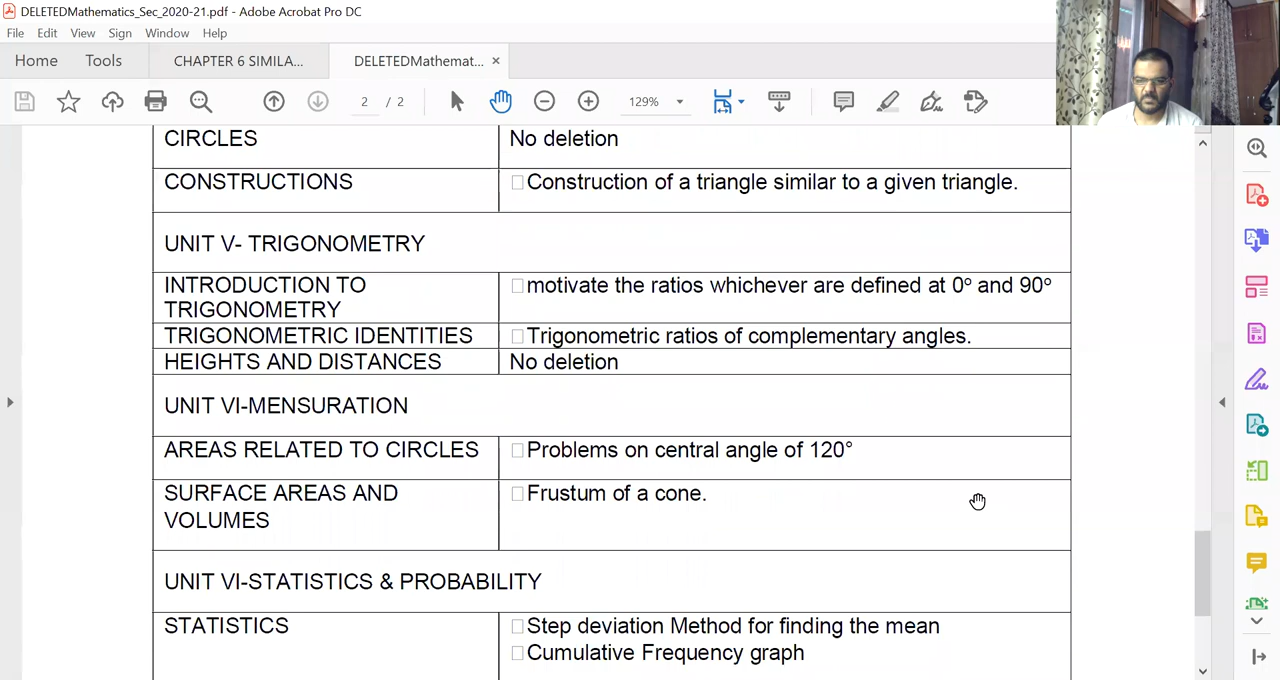 DELETEDMathematics_Sec_2020-21.pdf - Adobe Acrobat Pro DC
File Edit View Sign Window Help
Home Tools CHAPTER 6 SIMILA... DELETEDMathemat... ×
2 / 2 129%
CIRCLES No deletion
CONSTRUCTIONS Construction of a triangle similar to a given triangle.
UNIT V- TRIGONOMETRY
INTRODUCTION TO motivate the ratios whichever are defined at 0° and 90°
TRIGONOMETRY
TRIGONOMETRIC IDENTITIES Trigonometric ratios of complementary angles.
HEIGHTS AND DISTANCES No deletion
UNIT VI-MENSURATION
AREAS RELATED TO CIRCLES Problems on central angle of 120°
SURFACE AREAS AND Frustum of a cone.
VOLUMES
UNIT VI-STATISTICS & PROBABILITY
STATISTICS Step deviation Method for finding the mean
Cumulative Frequency graph